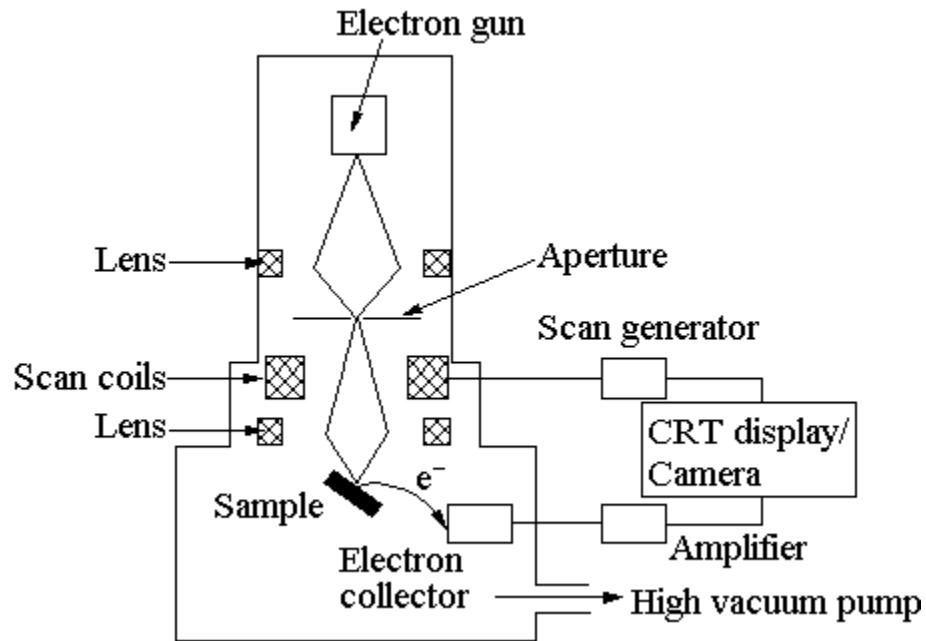 Electron gun
Lens
Aperture
Scan generator
Scan coils
Lens
CRT display/
Camera
e⁻
Sample
Electron
collector
Amplifier
High vacuum pump